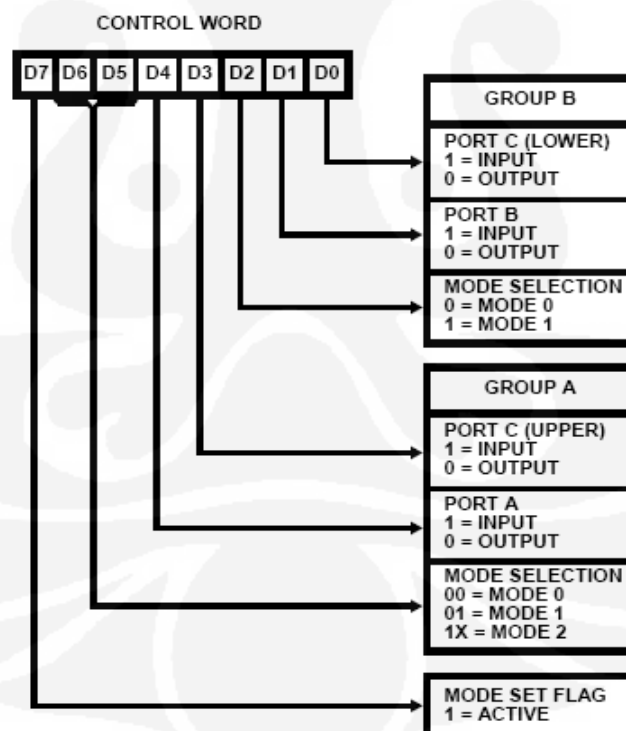 CONTROL WORD
D7 D6 D5 D4 D3 D2 D1 D0
GROUP B
PORT C (LOWER)
1 = INPUT
0 = OUTPUT
PORT B
1 = INPUT
0 = OUTPUT
MODE SELECTION
0 = MODE 0
1 = MODE 1
GROUP A
PORT C (UPPER)
1 = INPUT
0 = OUTPUT
PORT A
1 = INPUT
0 = OUTPUT
MODE SELECTION
00 = MODE 0
01 = MODE 1
1X = MODE 2
MODE SET FLAG
1 = ACTIVE